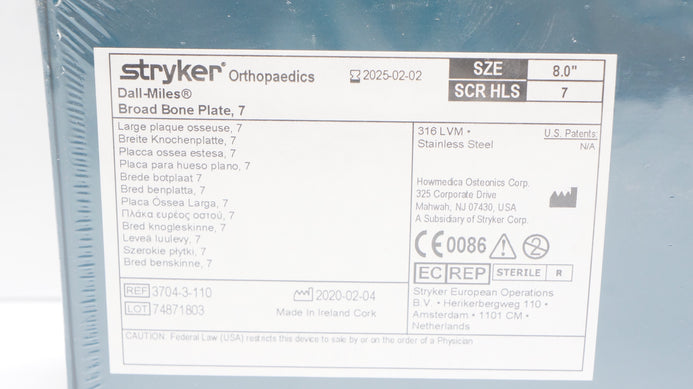 stryker® Orthopaedics
2025-02-02
SZE 8.0"
SCR HLS 7
Dall-Miles®
Broad Bone Plate, 7
Large plaque osseuse, 7
Breite Knochenplatte, 7
Placca ossea estesa, 7
Placa para hueso plano, 7
Brede botplaat 7
Bred benplatta, 7
Placa Óssea Larga, 7
Πλάκα ευρέος οστού, 7
Bred knogleskinne, 7
Leveä luulevy, 7
Szerokie płytki, 7
Bred benskinne, 7
316 LVM •
Stainless Steel
U.S. Patents:
N/A
Howmedica Osteonics Corp.
325 Corporate Drive
Mahwah, NJ 07430, USA
A Subsidiary of Stryker Corp.
CE 0086 2
EC REP STERILE R
Stryker European Operations
B.V. • Herikerbergweg 110 •
Amsterdam • 1101 CM •
Netherlands
REF 3704-3-110
LOT 74871803
2020-02-04
Made In Ireland Cork
CAUTION: Federal Law (USA) restricts this device to sale by or on the order of a Physician